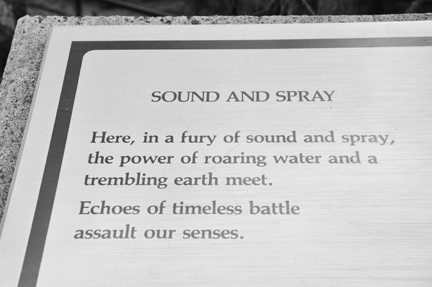 SOUND AND SPRAY
Here, in a fury of sound and spray,
the power of roaring water and a
trembling earth meet.
Echoes of timeless battle
assault our senses.